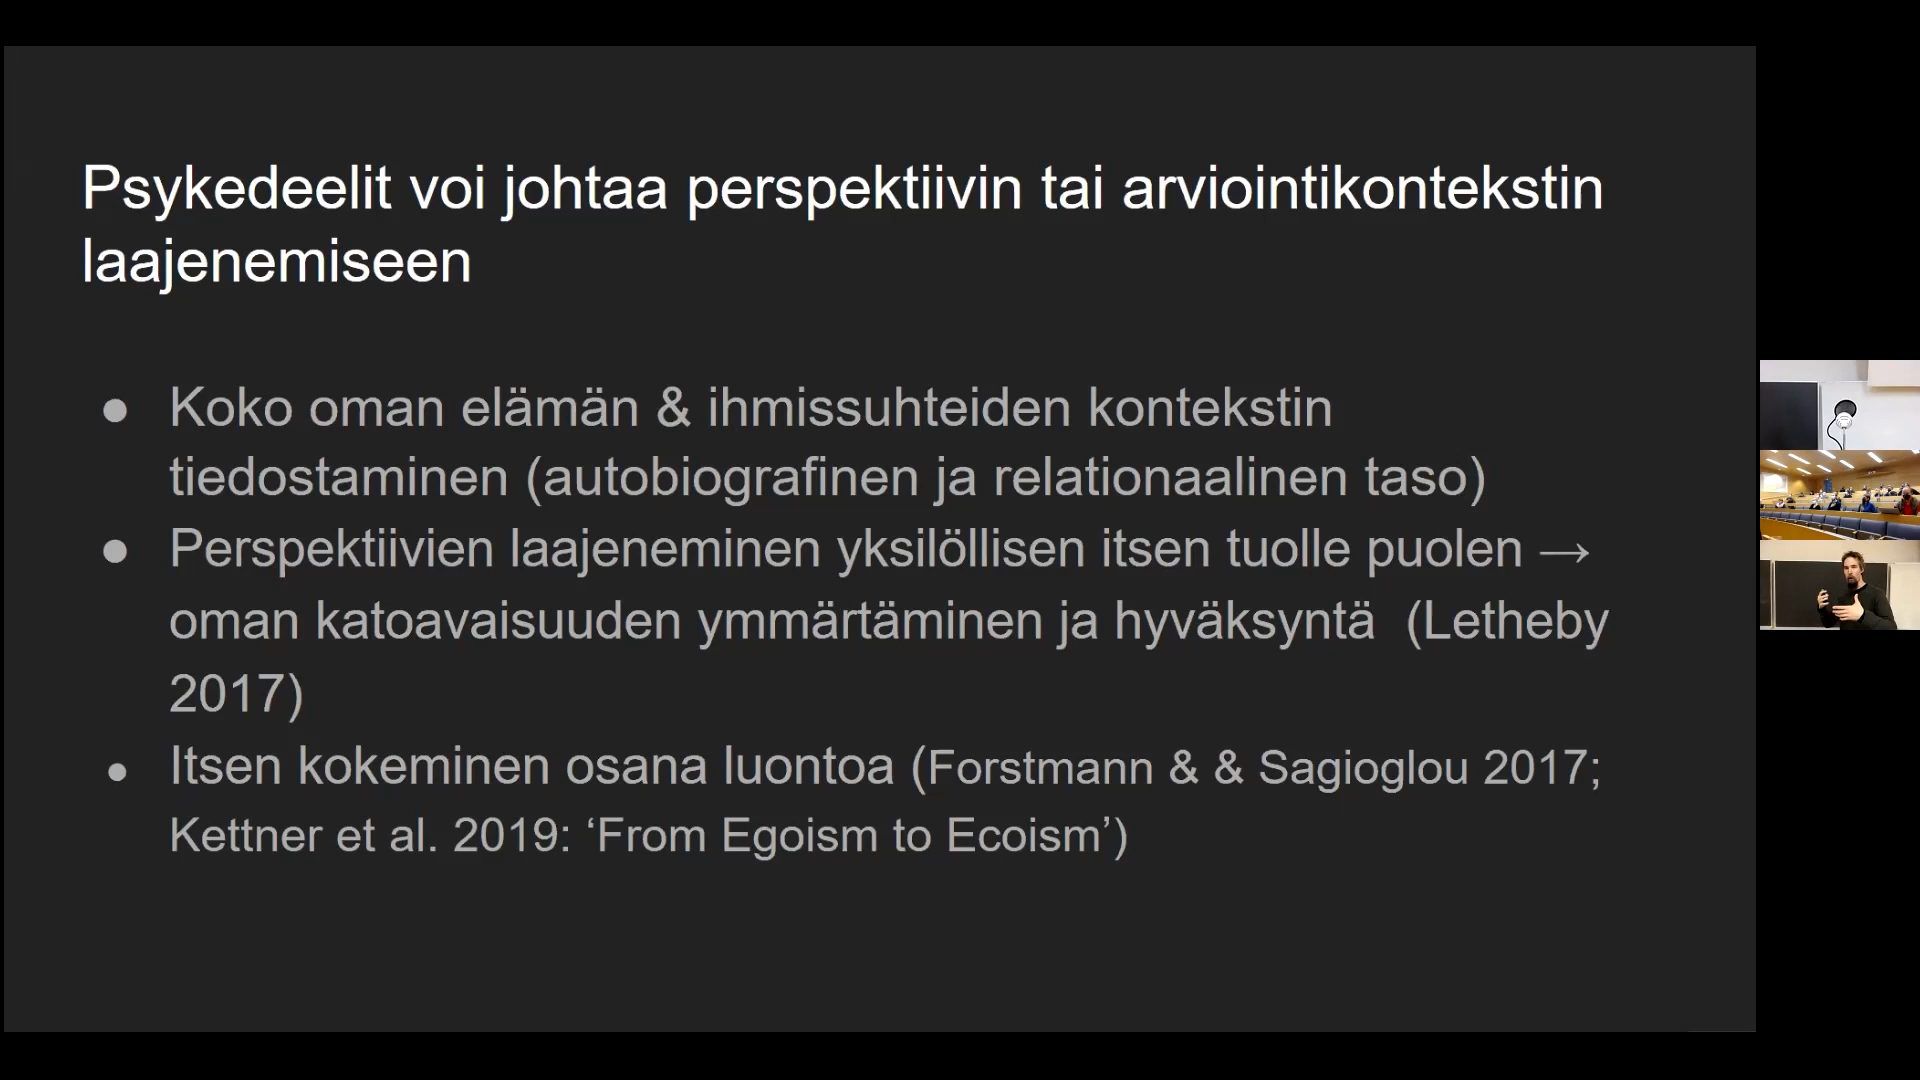 Psykedeelit voi johtaa perspektiivin tai arviointikontekstin
laajenemiseen
● Koko oman elämän & ihmissuhteiden kontekstin
tiedostaminen (autobiografinen ja relationaalinen taso)
● Perspektiivien laajeneminen yksilöllisen itsen tuolle puolen →
oman katoavaisuuden ymmärtäminen ja hyväksyntä (Letheby
2017)
● Itsen kokeminen osana luontoa (Forstmann & & Sagioglou 2017;
Kettner et al. 2019: ‘From Egoism to Ecoism’)